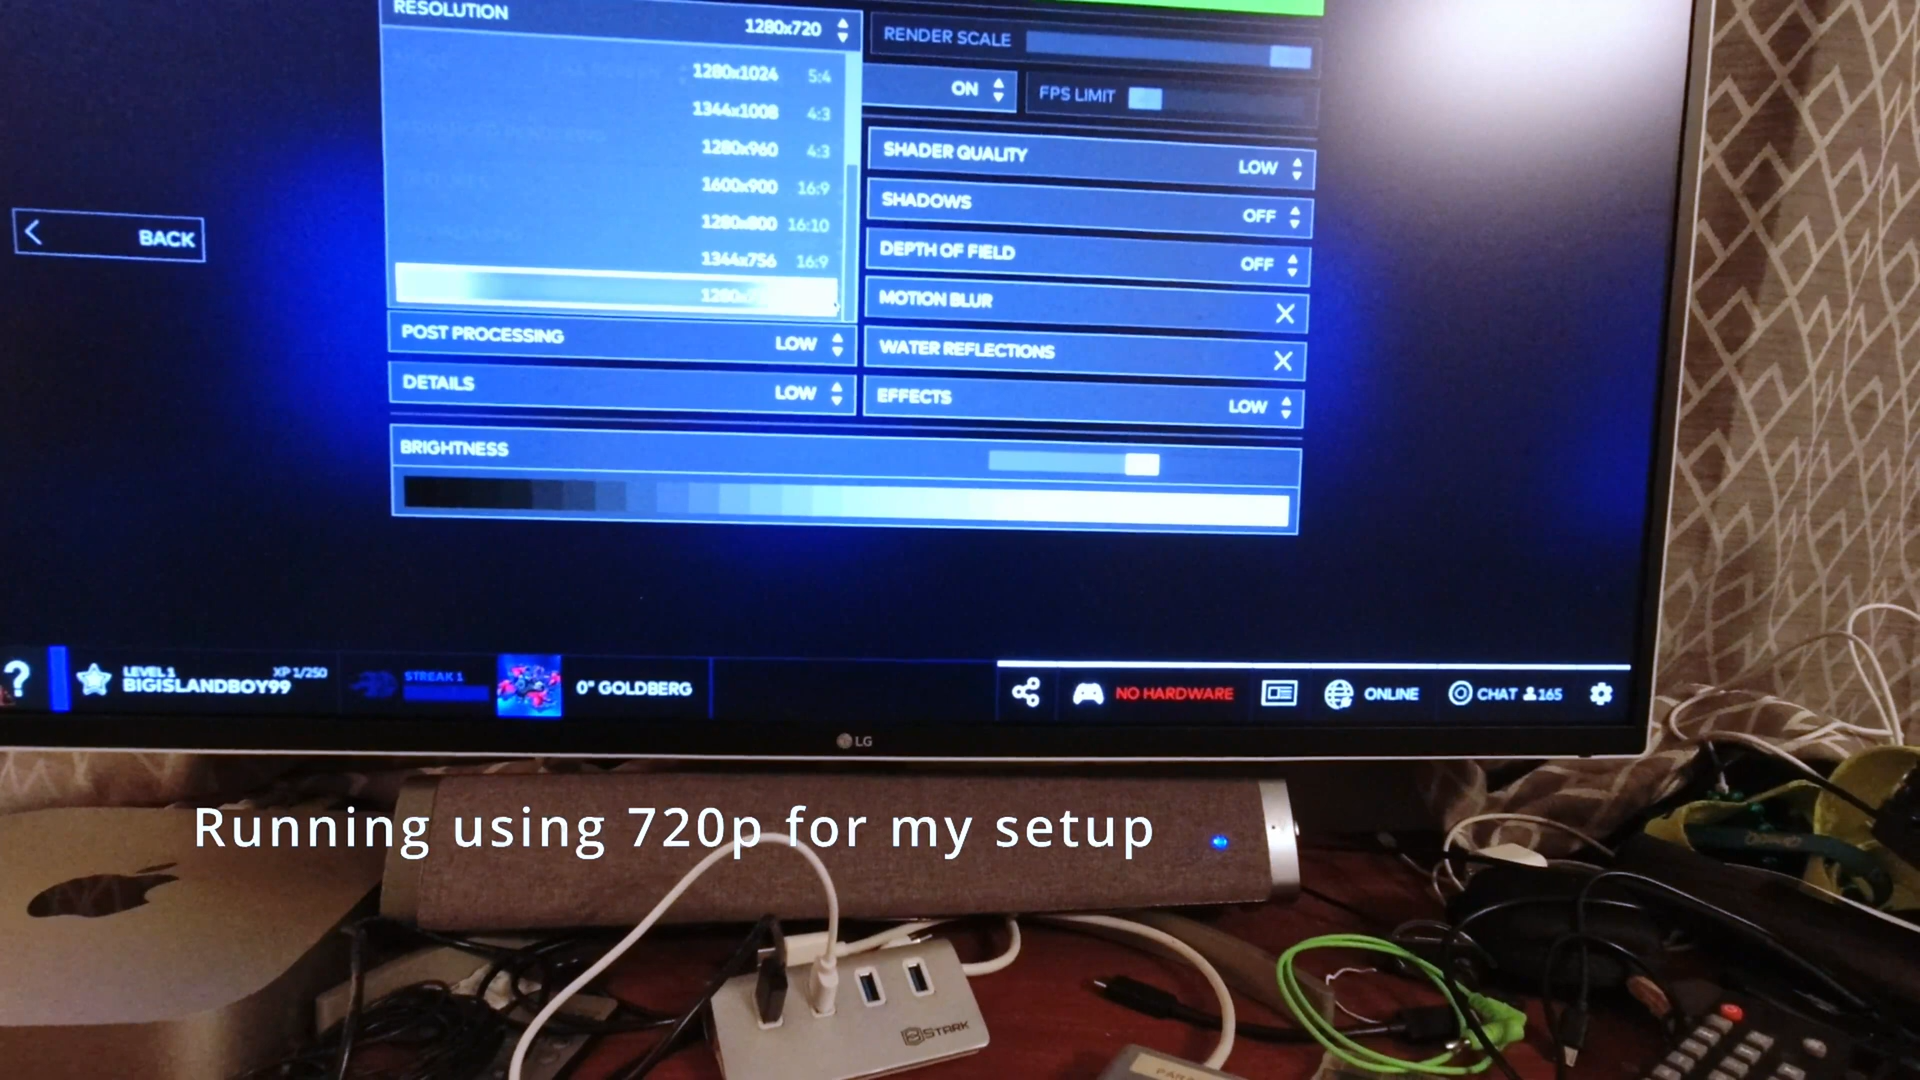 RESOLUTION
1280x720
1280x1024 5:4
1344x1008 4:3
1280x960 4:3
1600x900 16:9
1280x800 16:10
1344x756 16:9
RENDER SCALE
ON
FPS LIMIT
SHADER QUALITY
LOW
SHADOWS
OFF
DEPTH OF FIELD
OFF
MOTION BLUR
WATER REFLECTIONS
EFFECTS
LOW
BACK
POST PROCESSING
LOW
DETAILS
LOW
BRIGHTNESS
?
LEVEL 1
XP 1/250
BIGISLANDBOY99
STREAK 1
0" GOLDBERG
NO HARDWARE
ONLINE
CHAT 165
LG
Running using 720p for my setup
STARK